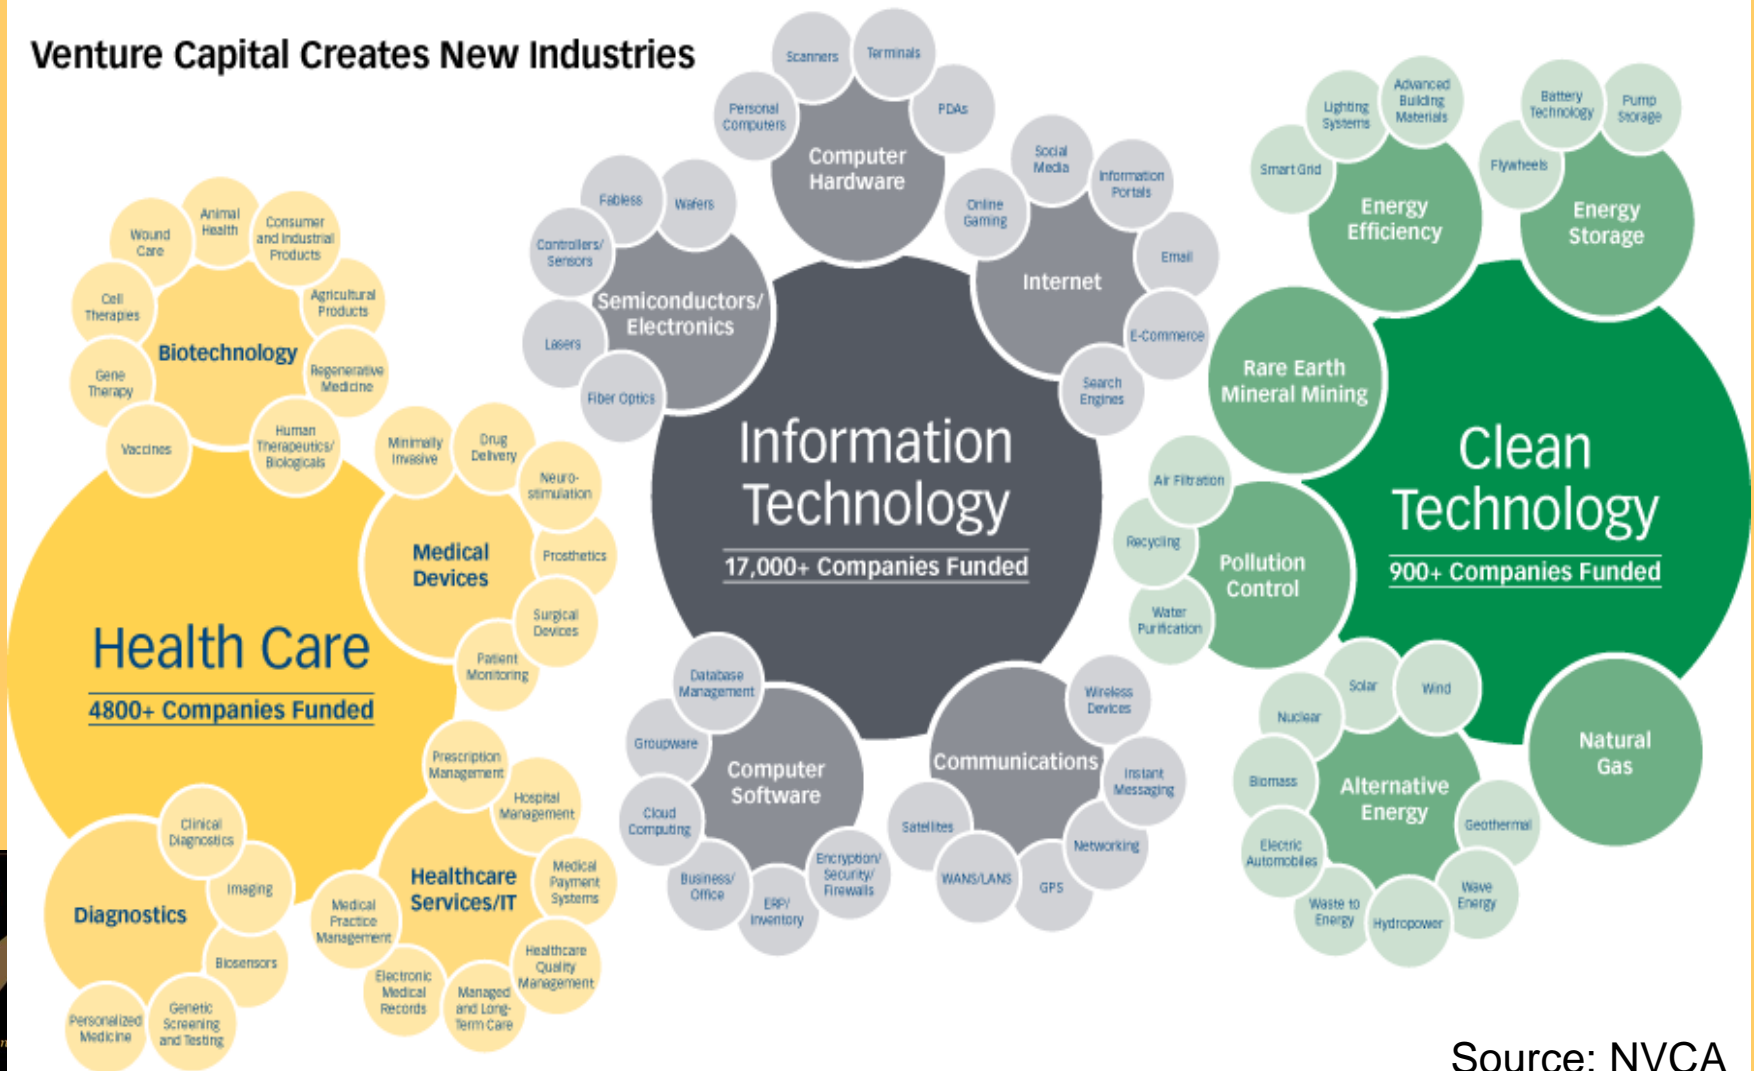 Venture Capital Creates New Industries
Scanners
Terminals
Personal
Computers
PDAs
Computer
Hardware
Fabless
Wafers
Controllers/
Sensors
Semiconductors/
Electronics
Lasers
Fiber Optics
Social
Media
Information
Portals
Online
Gaming
Email
Internet
E-Commerce
Search
Engines
Information
Technology
17,000+ Companies Funded
Database
Management
Groupware
Cloud
Computing
Computer
Software
Business/
Office
ERP/
Inventory
Encryption/
Security/
Firewalls
Wireless
Devices
Communications
Instant
Messaging
Satellites
Networking
WANS/LANS
GPS
Animal
Health
Wound
Care
Consumer
and Industrial
Products
Cell
Therapies
Agricultural
Products
Biotechnology
Gene
Therapy
Regenerative
Medicine
Vaccines
Human
Therapeutics/
Biologicals
Minimally
Invasive
Drug
Delivery
Neuro-
stimulation
Medical
Devices
Prosthetics
Surgical
Devices
Patient
Monitoring
Health Care
4800+ Companies Funded
Prescription
Management
Hospital
Management
Healthcare
Services/IT
Medical
Payment
Systems
Medical
Practice
Management
Healthcare
Quality
Management
Electronic
Medical
Records
Managed
and Long-
Term Care
Clinical
Diagnostics
Imaging
Diagnostics
Biosensors
Personalized
Medicine
Genetic
Screening
and Testing
Lighting
Systems
Advanced
Building
Materials
Smart Grid
Energy
Efficiency
Battery
Technology
Pump
Storage
Flywheels
Energy
Storage
Rare Earth
Mineral Mining
Clean
Technology
900+ Companies Funded
Air Filtration
Recycling
Pollution
Control
Water
Purification
Solar
Wind
Nuclear
Biomass
Alternative
Energy
Geothermal
Electric
Automobiles
Waste to
Energy
Hydropower
Wave
Energy
Natural
Gas
Source: NVCA